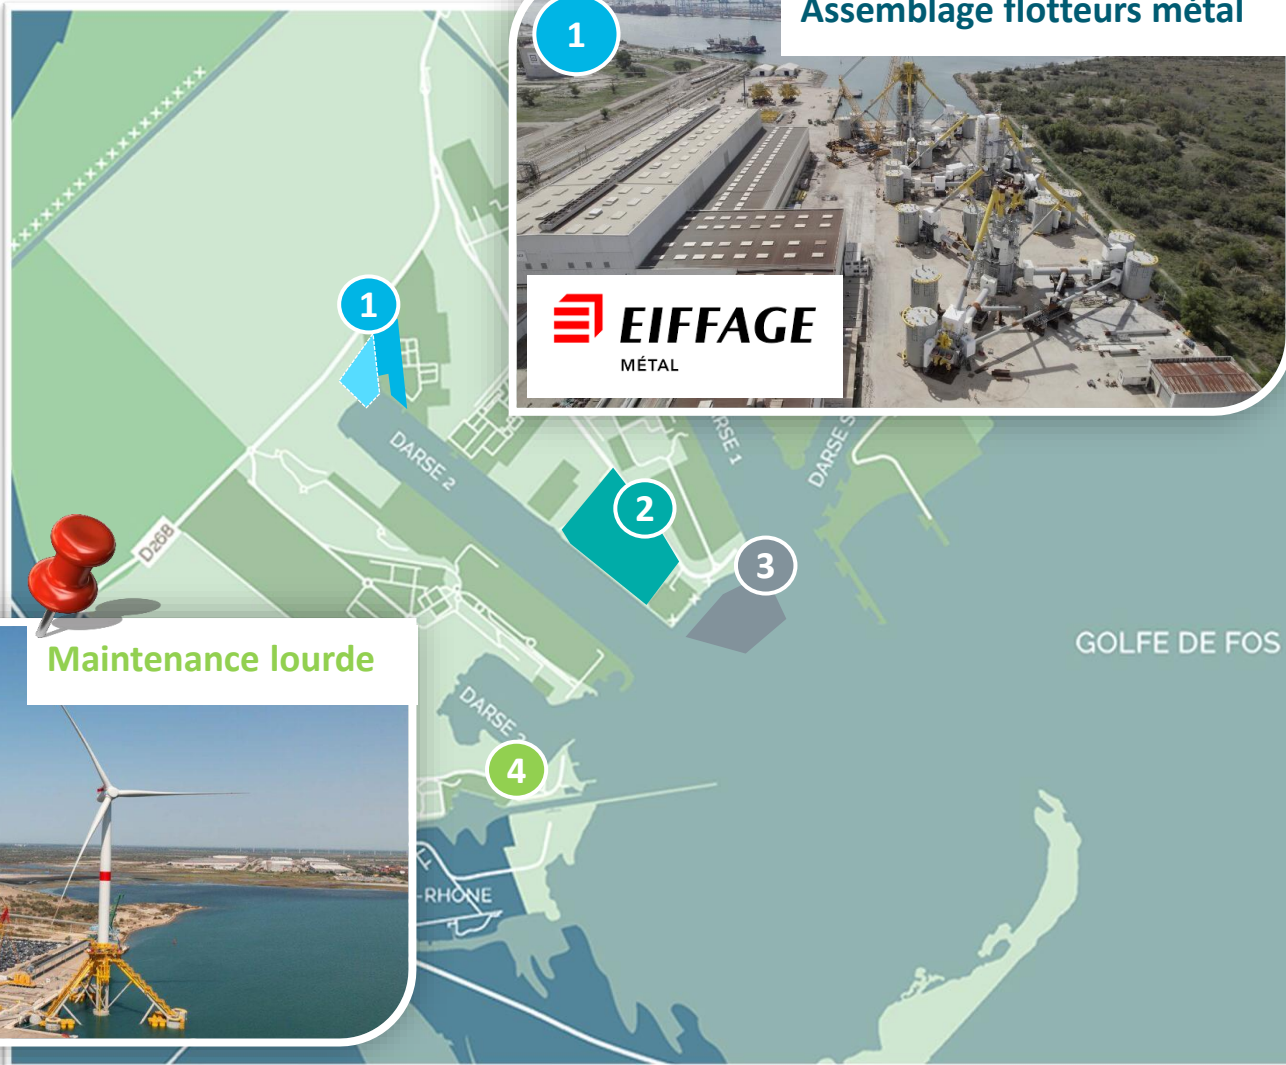 Assemblage flotteurs métal
1
EIFFAGE
MÉTAL
1
DARSE 2
DARSE S
RSE 1
2
3
D268
GOLFE DE FOS
Maintenance lourde
DARSE
4
-RHÔNE